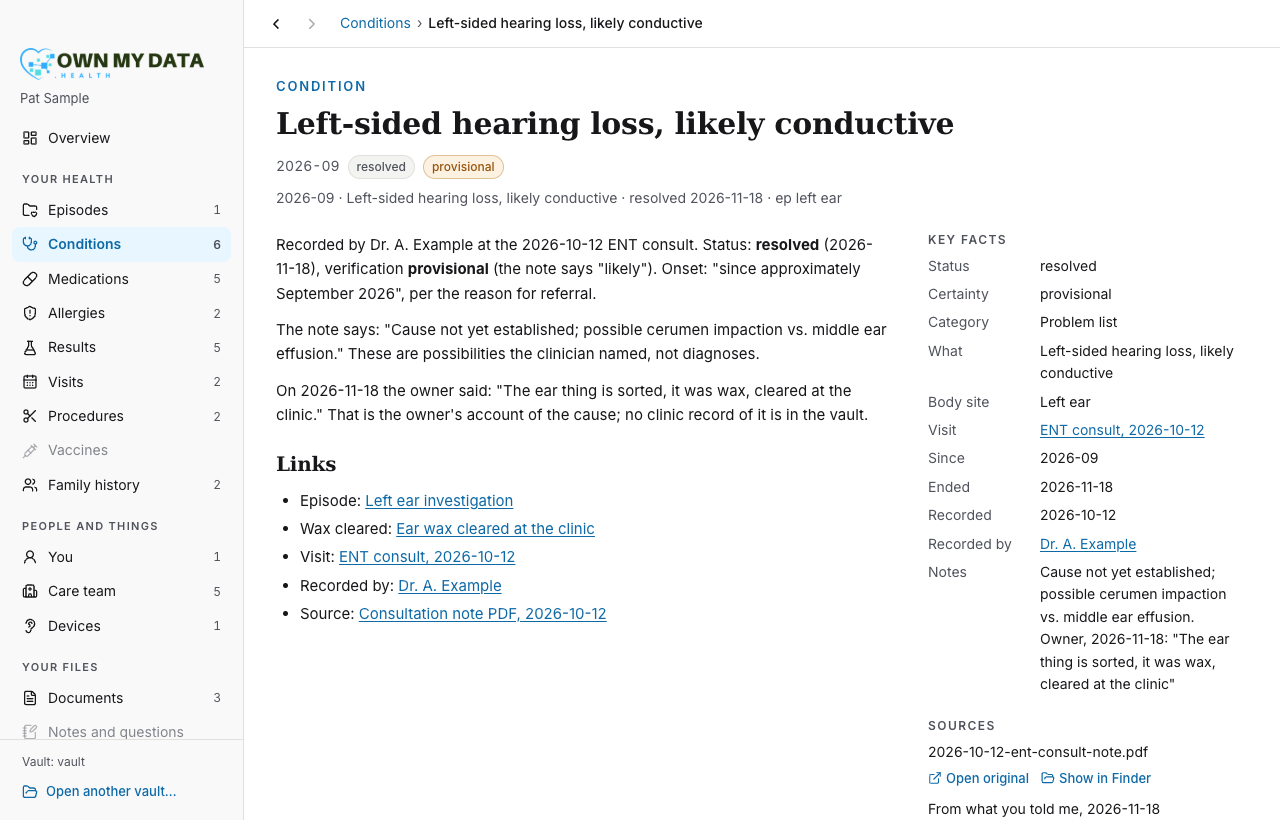 OWN MY DATA
.HEALTH
Pat Sample
Overview
YOUR HEALTH
Episodes 1
Conditions 6
Medications 5
Allergies 2
Results 5
Visits 2
Procedures 2
Vaccines
Family history 2
PEOPLE AND THINGS
You 1
Care team 5
Devices 1
YOUR FILES
Documents 3
Notes and questions
Vault: vault
Open another vault...
Conditions › Left-sided hearing loss, likely conductive
CONDITION
Left-sided hearing loss, likely conductive
2026-09 resolved provisional
2026-09 · Left-sided hearing loss, likely conductive · resolved 2026-11-18 · ep left ear
Recorded by Dr. A. Example at the 2026-10-12 ENT consult. Status: resolved (2026-
11-18), verification provisional (the note says "likely"). Onset: "since approximately
September 2026", per the reason for referral.
The note says: "Cause not yet established; possible cerumen impaction vs. middle ear
effusion." These are possibilities the clinician named, not diagnoses.
On 2026-11-18 the owner said: "The ear thing is sorted, it was wax, cleared at the
clinic." That is the owner's account of the cause; no clinic record of it is in the vault.
Links
• Episode: Left ear investigation
• Wax cleared: Ear wax cleared at the clinic
• Visit: ENT consult, 2026-10-12
• Recorded by: Dr. A. Example
• Source: Consultation note PDF, 2026-10-12
KEY FACTS
Status resolved
Certainty provisional
Category Problem list
What Left-sided hearing loss, likely
conductive
Body site Left ear
Visit ENT consult, 2026-10-12
Since 2026-09
Ended 2026-11-18
Recorded 2026-10-12
Recorded by Dr. A. Example
Notes Cause not yet established;
possible cerumen impaction
vs. middle ear effusion.
Owner, 2026-11-18: "The ear
thing is sorted, it was wax,
cleared at the clinic"
SOURCES
2026-10-12-ent-consult-note.pdf
Open original Show in Finder
From what you told me, 2026-11-18